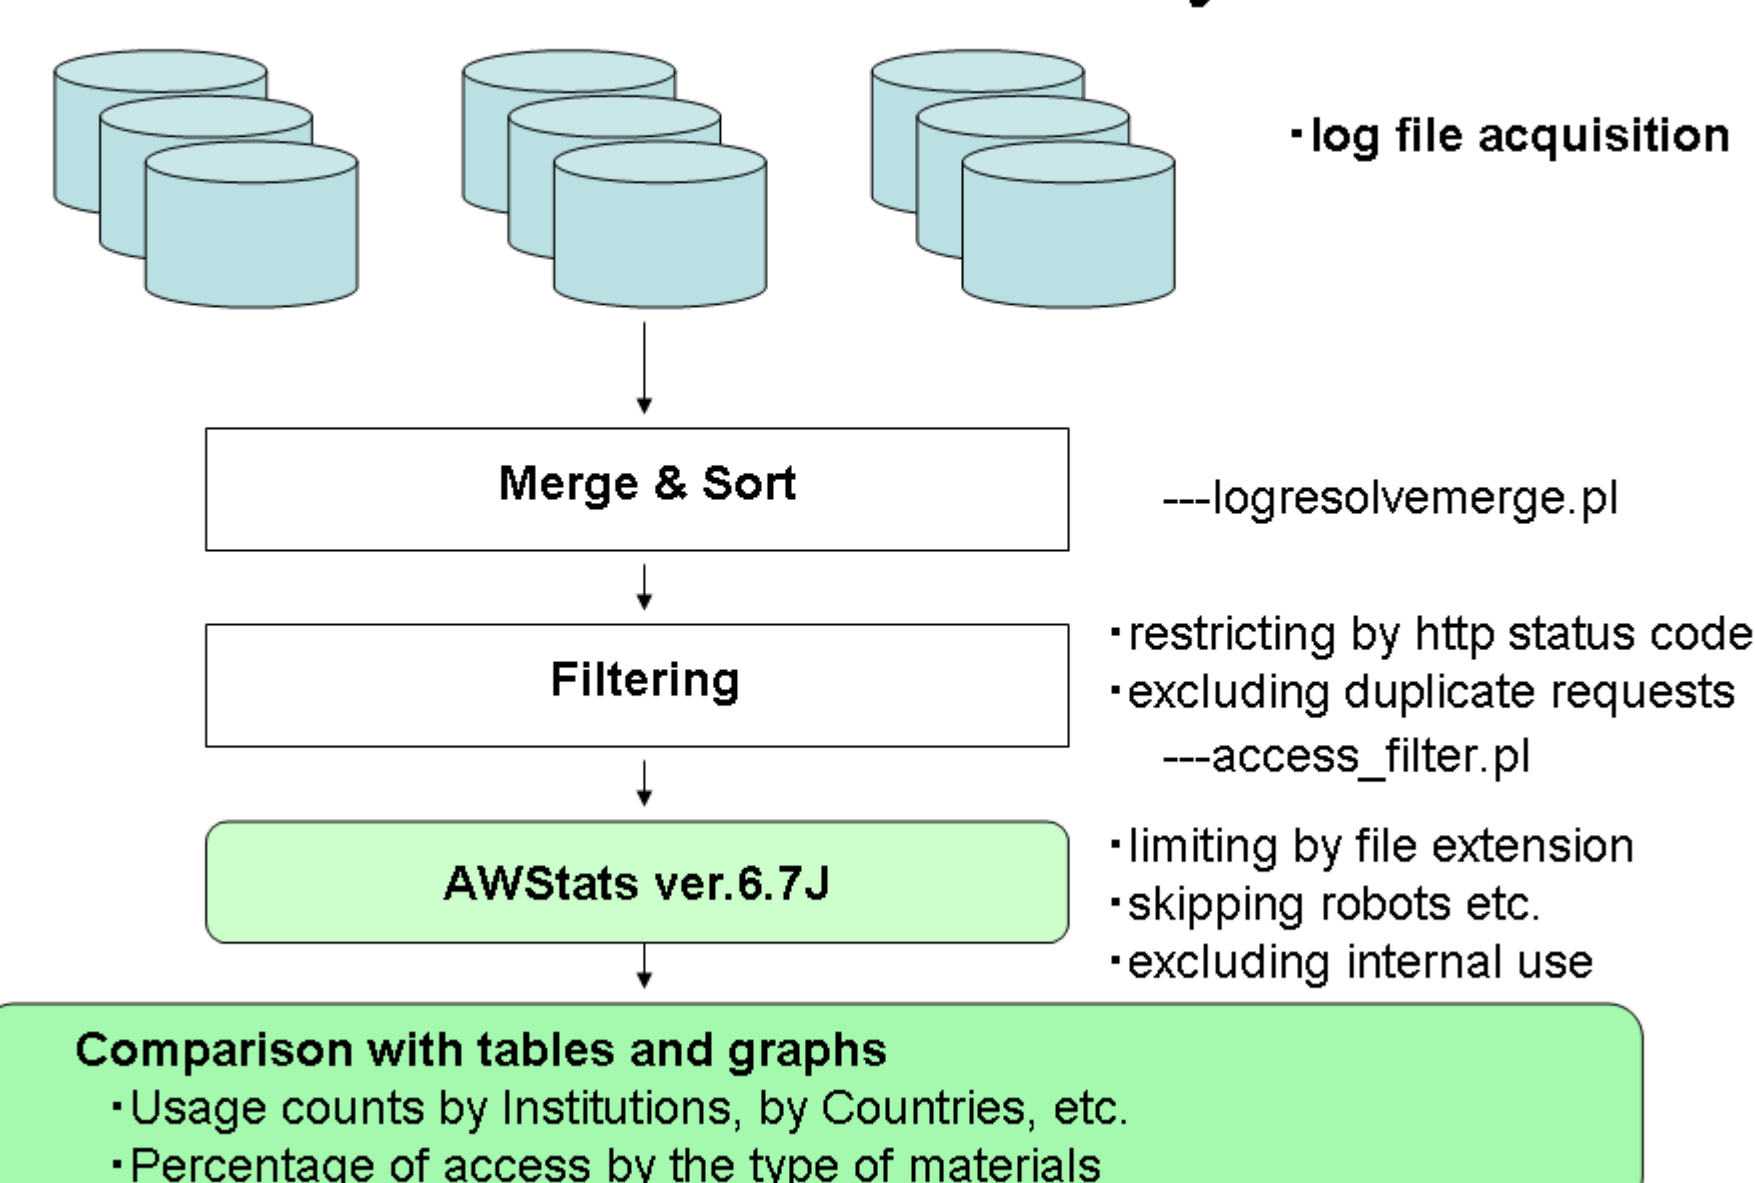 ・log file acquisition
Merge & Sort
---logresolvemerge.pl
Filtering
・restricting by http status code
・excluding duplicate requests
---access_filter.pl
AWStats ver.6.7J
・limiting by file extension
・skipping robots etc.
・excluding internal use
Comparison with tables and graphs
・Usage counts by Institutions, by Countries, etc.
・Percentage of access by the type of materials